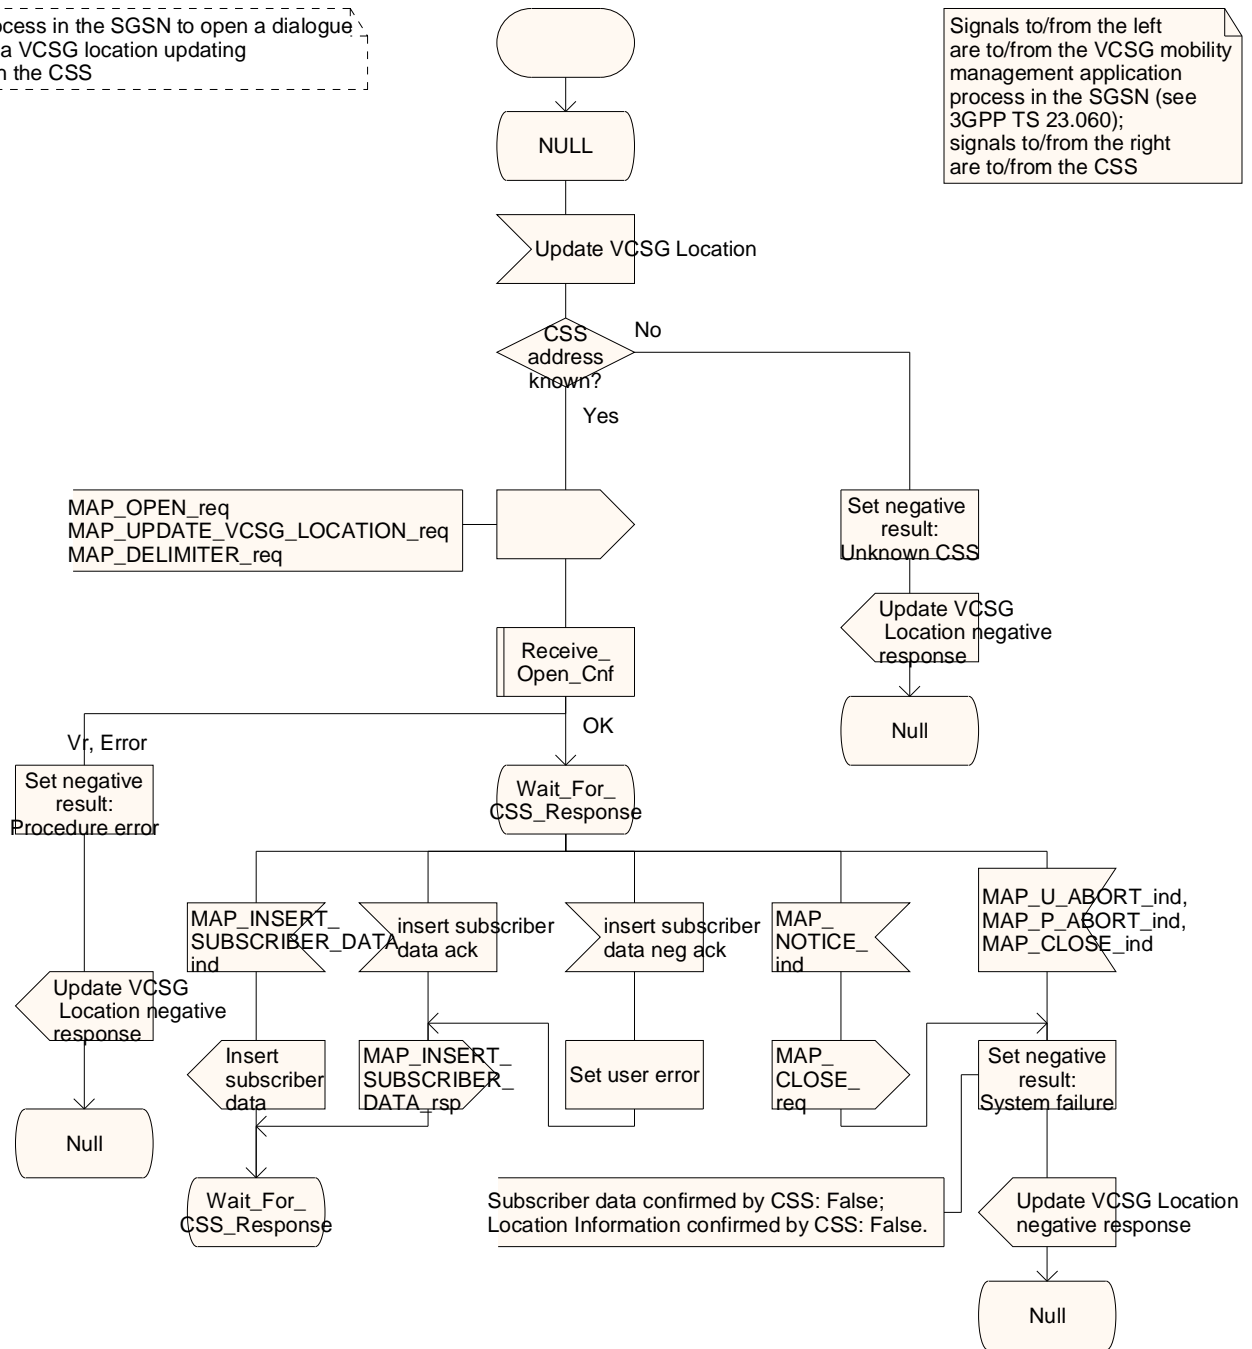 ocess in the SGSN to open a dialogue
a VCSG location updating
the CSS
Signals to/from the left
are to/from the VCSG mobility
management application
process in the SGSN (see
3GPP TS 23.060);
signals to/from the right
are to/from the CSS
NULL
Update VCSG Location
CSS
address
known?
No
Yes
MAP_OPEN_req
MAP_UPDATE_VCSG_LOCATION_req
MAP_DELIMITER_req
Set negative
result:
Unknown CSS
Update VCSG
Location negative
response
Null
Receive_
Open_Cnf
Vr, Error
OK
Set negative
result:
Procedure error
Wait_For_
CSS_Response
MAP_INSERT_
SUBSCRIBER_DATA_
ind
insert subscriber
data ack
insert subscriber
data neg ack
MAP_
NOTICE_
ind
MAP_U_ABORT_ind,
MAP_P_ABORT_ind,
MAP_CLOSE_ind
Update VCSG
Location negative
response
Insert
subscriber
data
MAP_INSERT_
SUBSCRIBER_
DATA_rsp
Set user error
MAP_
CLOSE_
req
Set negative
result:
System failure
Null
Wait_For_
CSS_Response
Subscriber data confirmed by CSS: False;
Location Information confirmed by CSS: False.
Update VCSG Location
negative response
Null